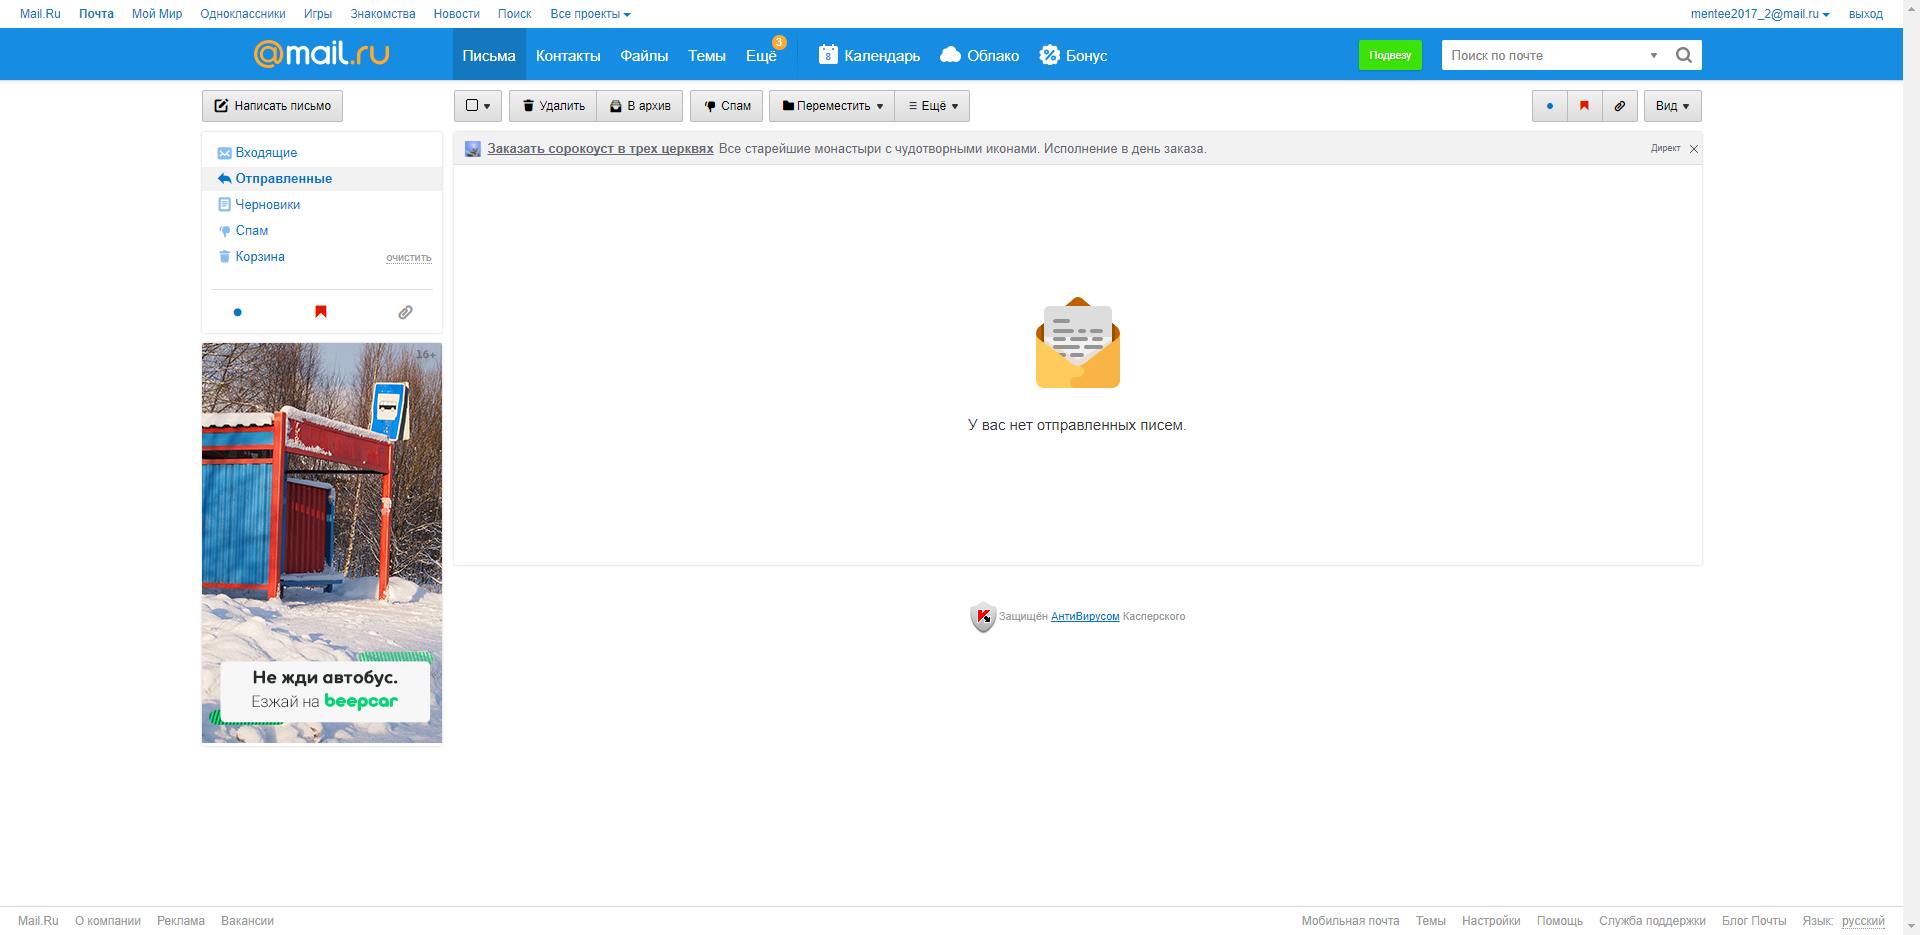 Mail.Ru Почта Мой Мир Одноклассники Игры Знакомства Новости Поиск Все проекты mentee2017_2@mail.ru выход
@mail.ru Письма Контакты Файлы Темы Ещё 3 8 Календарь Облако Бонус Подвезу Поиск по почте
Написать письмо Удалить В архив Спам Переместить Ещё Вид
Заказать сорокоуст в трех церквях Все старейшие монастыри с чудотворными иконами. Исполнение в день заказа. Директ
Входящие
Отправленные
Черновики
Спам
Корзина очистить
16+
Не жди автобус.
Езжай на beepcar
У вас нет отправленных писем.
Защищён АнтиВирусом Касперского
Mail.Ru О компании Реклама Вакансии Мобильная почта Темы Настройки Помощь Служба поддержки Блог Почты Язык: русский